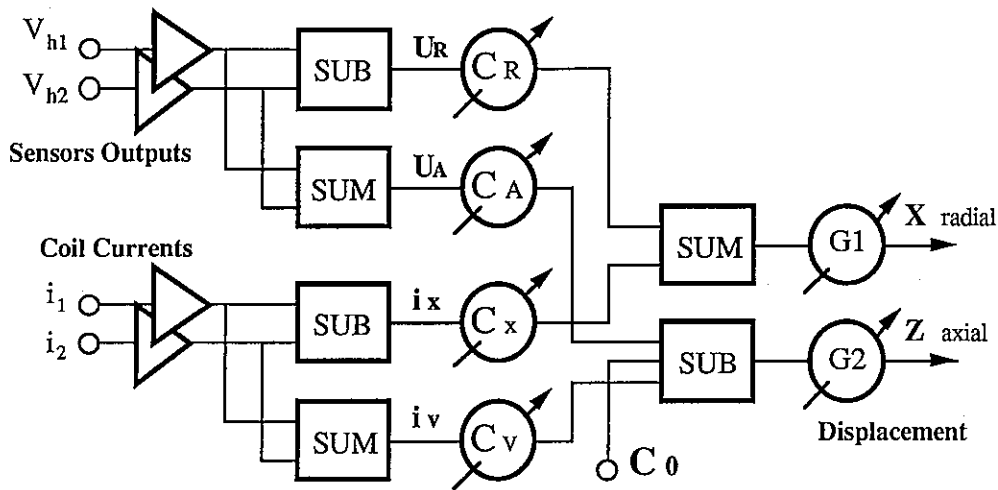 Vh1
Vh2
Sensors Outputs
SUB
UR
CR
SUM
UA
CA
Coil Currents
i1
i2
SUB
ix
Cx
SUM
iv
Cv
SUM
G1
X radial
SUB
G2
Z axial
C0
Displacement